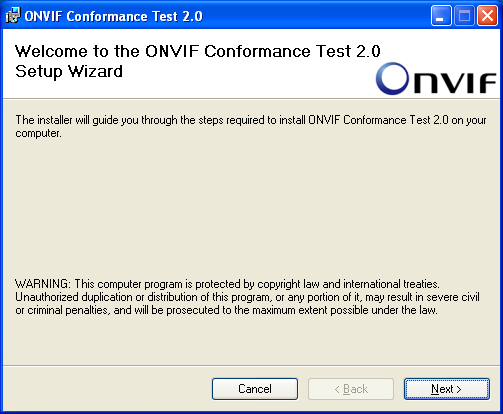 ONVIF Conformance Test 2.0
Welcome to the ONVIF Conformance Test 2.0
Setup Wizard
ONVIF
The installer will guide you through the steps required to install ONVIF Conformance Test 2.0 on your
computer.
WARNING: This computer program is protected by copyright law and international treaties.
Unauthorized duplication or distribution of this program, or any portion of it, may result in severe civil
or criminal penalties, and will be prosecuted to the maximum extent possible under the law.
Cancel
< Back
Next >